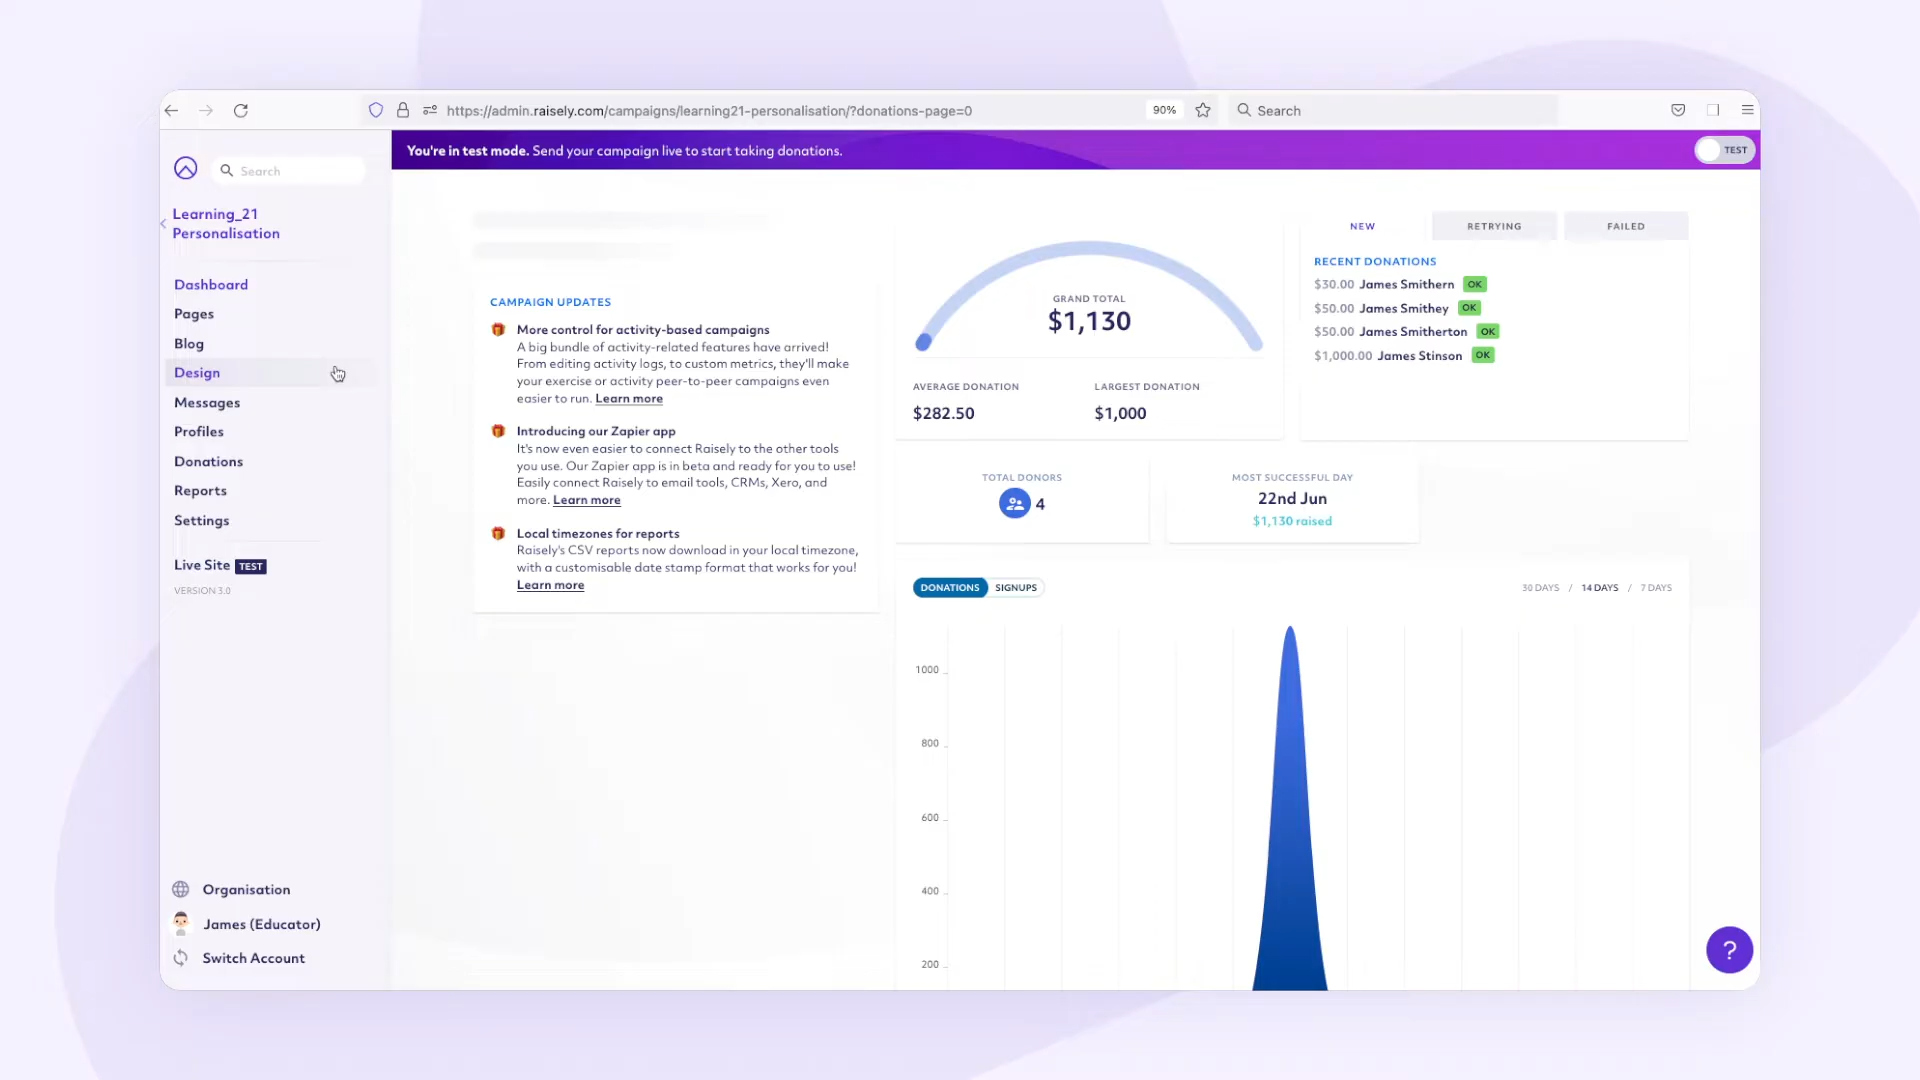 https://admin.raisely.com/campaigns/learning21-personalisation/?donations-page=0
90%
Search
You're in test mode. Send your campaign live to start taking donations.
TEST
Search
Learning_21
Personalisation
Dashboard
Pages
Blog
Design
Messages
Profiles
Donations
Reports
Settings
Live Site TEST
VERSION 3.0
Organisation
James (Educator)
Switch Account
CAMPAIGN UPDATES
More control for activity-based campaigns
A big bundle of activity-related features have arrived!
From editing activity logs, to custom metrics, they'll make
your exercise or activity peer-to-peer campaigns even
easier to run. Learn more
Introducing our Zapier app
It's now even easier to connect Raisely to the other tools
you use. Our Zapier app is in beta and ready for you to use!
Easily connect Raisely to email tools, CRMs, Xero, and
more. Learn more
Local timezones for reports
Raisely's CSV reports now download in your local timezone,
with a customisable date stamp format that works for you!
Learn more
GRAND TOTAL
$1,130
AVERAGE DONATION
$282.50
LARGEST DONATION
$1,000
NEW
RETRYING
FAILED
RECENT DONATIONS
$30.00 James Smithern OK
$50.00 James Smithey OK
$50.00 James Smitherton OK
$1,000.00 James Stinson OK
TOTAL DONORS
4
MOST SUCCESSFUL DAY
22nd Jun
$1,130 raised
DONATIONS SIGNUPS
30 DAYS / 14 DAYS / 7 DAYS
1000
800
600
400
200
?